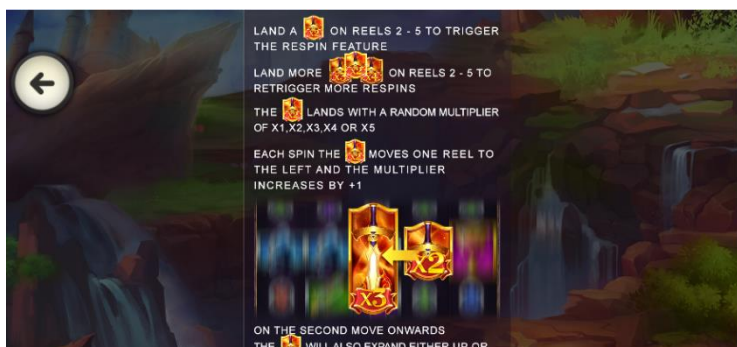 LAND A ON REELS 2 - 5 TO TRIGGER
THE RESPIN FEATURE
LAND MORE ON REELS 2 - 5 TO
RETRIGGER MORE RESPINS
THE LANDS WITH A RANDOM MULTIPLIER
OF X1,X2,X3,X4 OR X5
EACH SPIN THE MOVES ONE REEL TO
THE LEFT AND THE MULTIPLIER
INCREASES BY +1
X2
X3
ON THE SECOND MOVE ONWARDS
THE WILL ALSO EXPAND EITHER UP OR